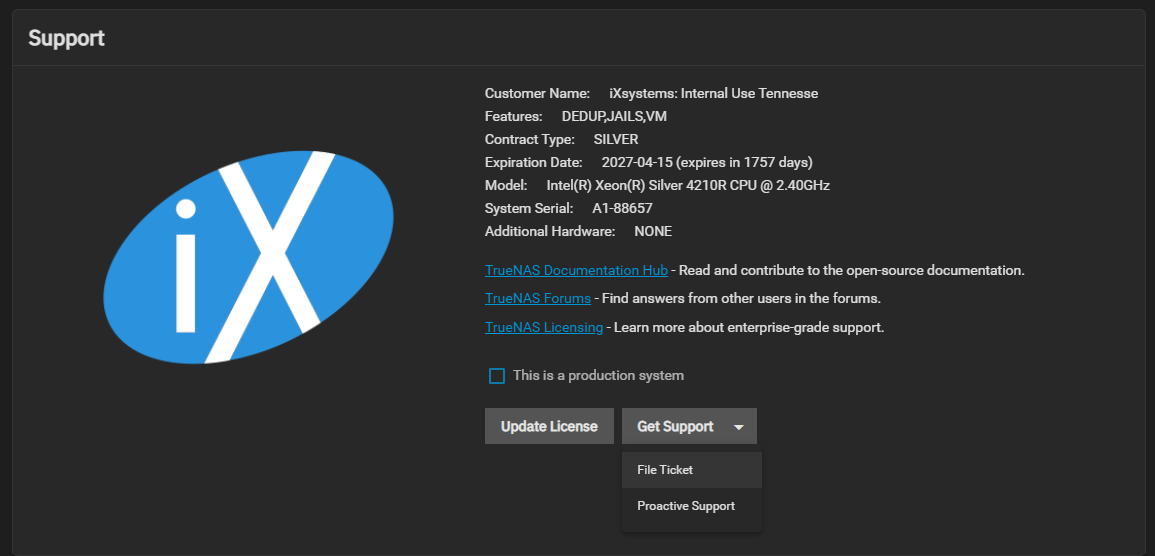 Support
iX
Customer Name: iXsystems: Internal Use Tennesse
Features: DEDUP,JAILS,VM
Contract Type: SILVER
Expiration Date: 2027-04-15 (expires in 1757 days)
Model: Intel(R) Xeon(R) Silver 4210R CPU @ 2.40GHz
System Serial: A1-88657
Additional Hardware: NONE
TrueNAS Documentation Hub - Read and contribute to the open-source documentation.
TrueNAS Forums - Find answers from other users in the forums.
TrueNAS Licensing - Learn more about enterprise-grade support.
This is a production system
Update License Get Support
File Ticket
Proactive Support